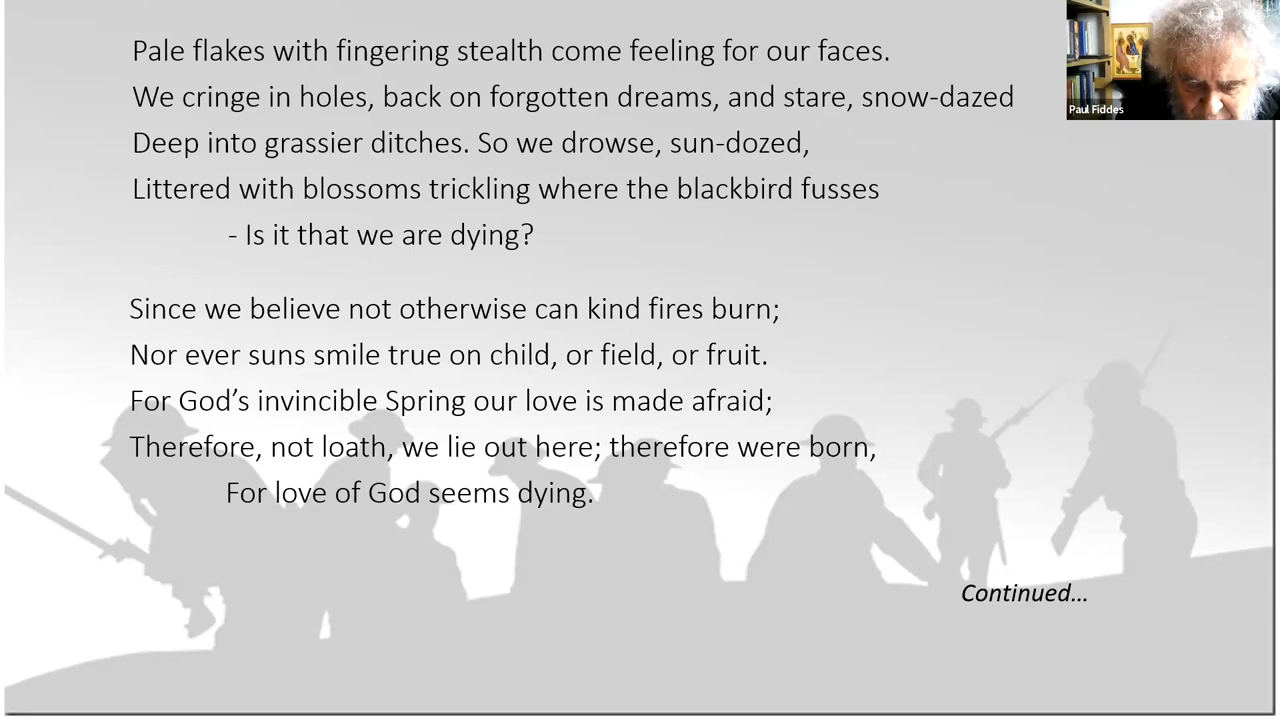 Pale flakes with fingering stealth come feeling for our faces.
We cringe in holes, back on forgotten dreams, and stare, snow-dazed
Deep into grassier ditches. So we drowse, sun-dozed,
Littered with blossoms trickling where the blackbird fusses
- Is it that we are dying?
Since we believe not otherwise can kind fires burn;
Nor ever suns smile true on child, or field, or fruit.
For God’s invincible Spring our love is made afraid;
Therefore, not loath, we lie out here; therefore were born,
For love of God seems dying.
Continued…
Paul Fiddes